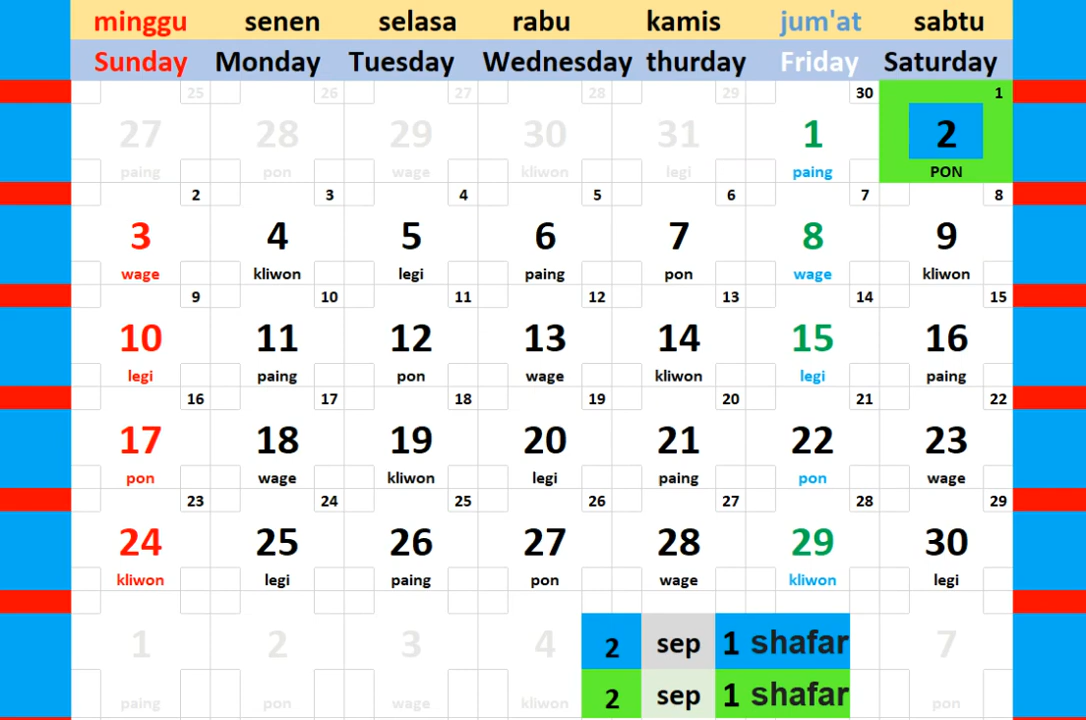 minggu senen selasa rabu kamis jum'at sabtu
Sunday Monday Tuesday Wednesday thurday Friday Saturday
25 26 27 28 29 30 1
27 28 29 30 31 1 2
paing pon wage kliwon legi paing PON
2 3 4 5 6 7 8
3 4 5 6 7 8 9
wage kliwon legi paing pon wage kliwon
9 10 11 12 13 14 15
10 11 12 13 14 15 16
legi paing pon wage kliwon legi paing
16 17 18 19 20 21 22
17 18 19 20 21 22 23
pon wage kliwon legi paing pon wage
23 24 25 26 27 28 29
24 25 26 27 28 29 30
kliwon legi paing pon wage kliwon legi
1 2 3 4 2 sep 1 shafar 7
paing pon wage kliwon 2 sep 1 shafar pon